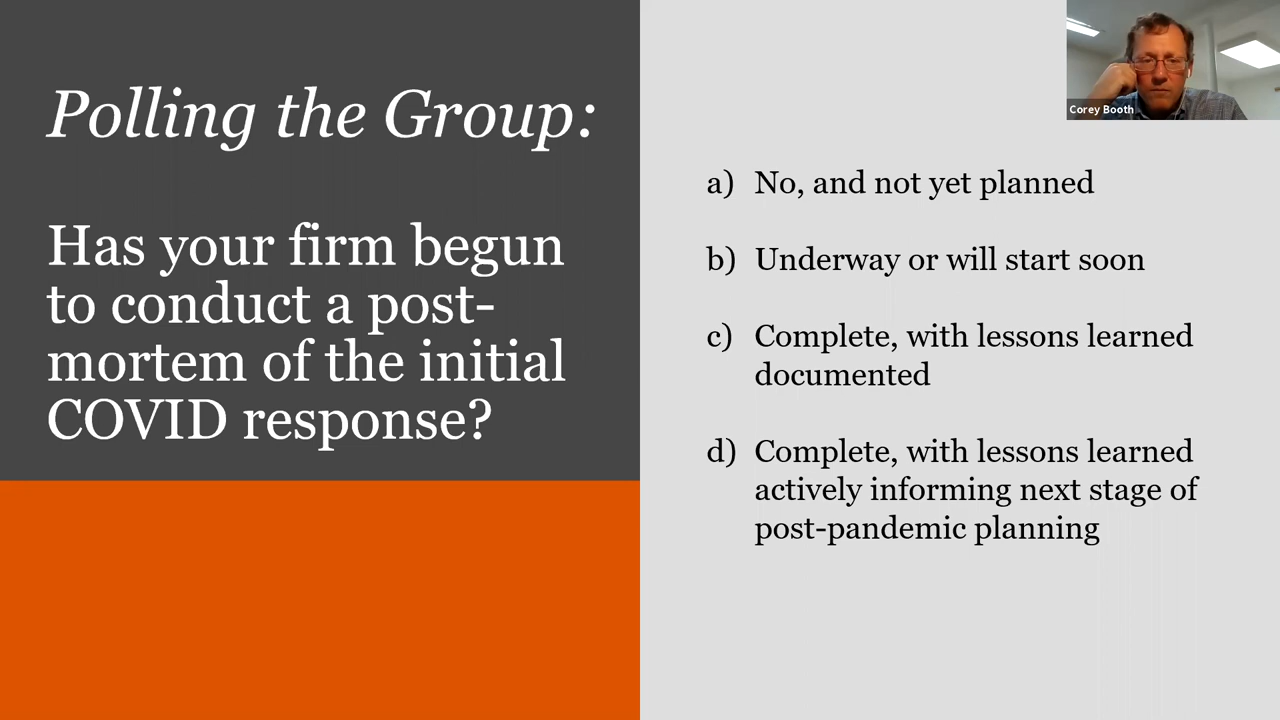 Polling the Group:
Has your firm begun
to conduct a post-
mortem of the initial
COVID response?
a) No, and not yet planned
b) Underway or will start soon
c) Complete, with lessons learned
documented
d) Complete, with lessons learned
actively informing next stage of
post-pandemic planning
Corey Booth